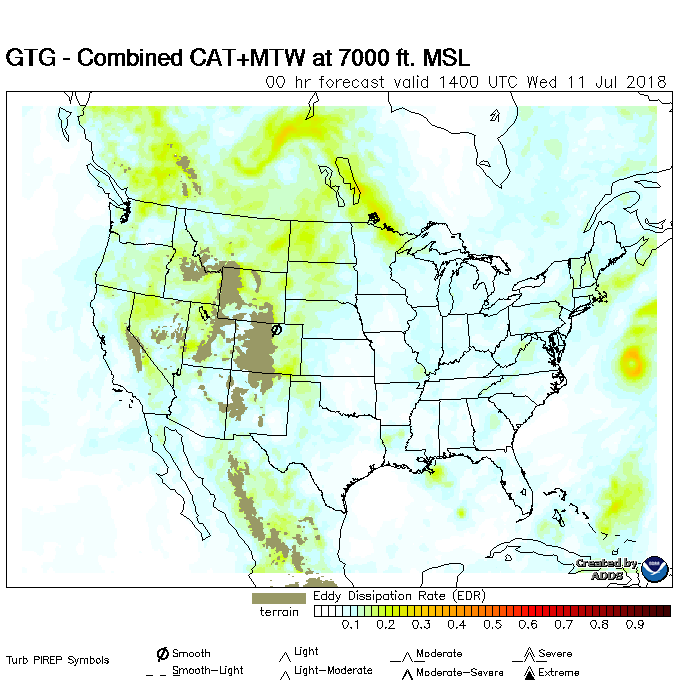 GTG - Combined CAT+MTW at 7000 ft. MSL
00 hr forecast valid 1400 UTC Wed 11 Jul 2018
Created by
ADDS
Eddy Dissipation Rate (EDR)
terrain
0.1 0.2 0.3 0.4 0.5 0.6 0.7 0.8 0.9
Turb PIREP Symbols
Smooth Light Moderate Severe
Smooth-Light Light-Moderate Moderate-Severe Extreme